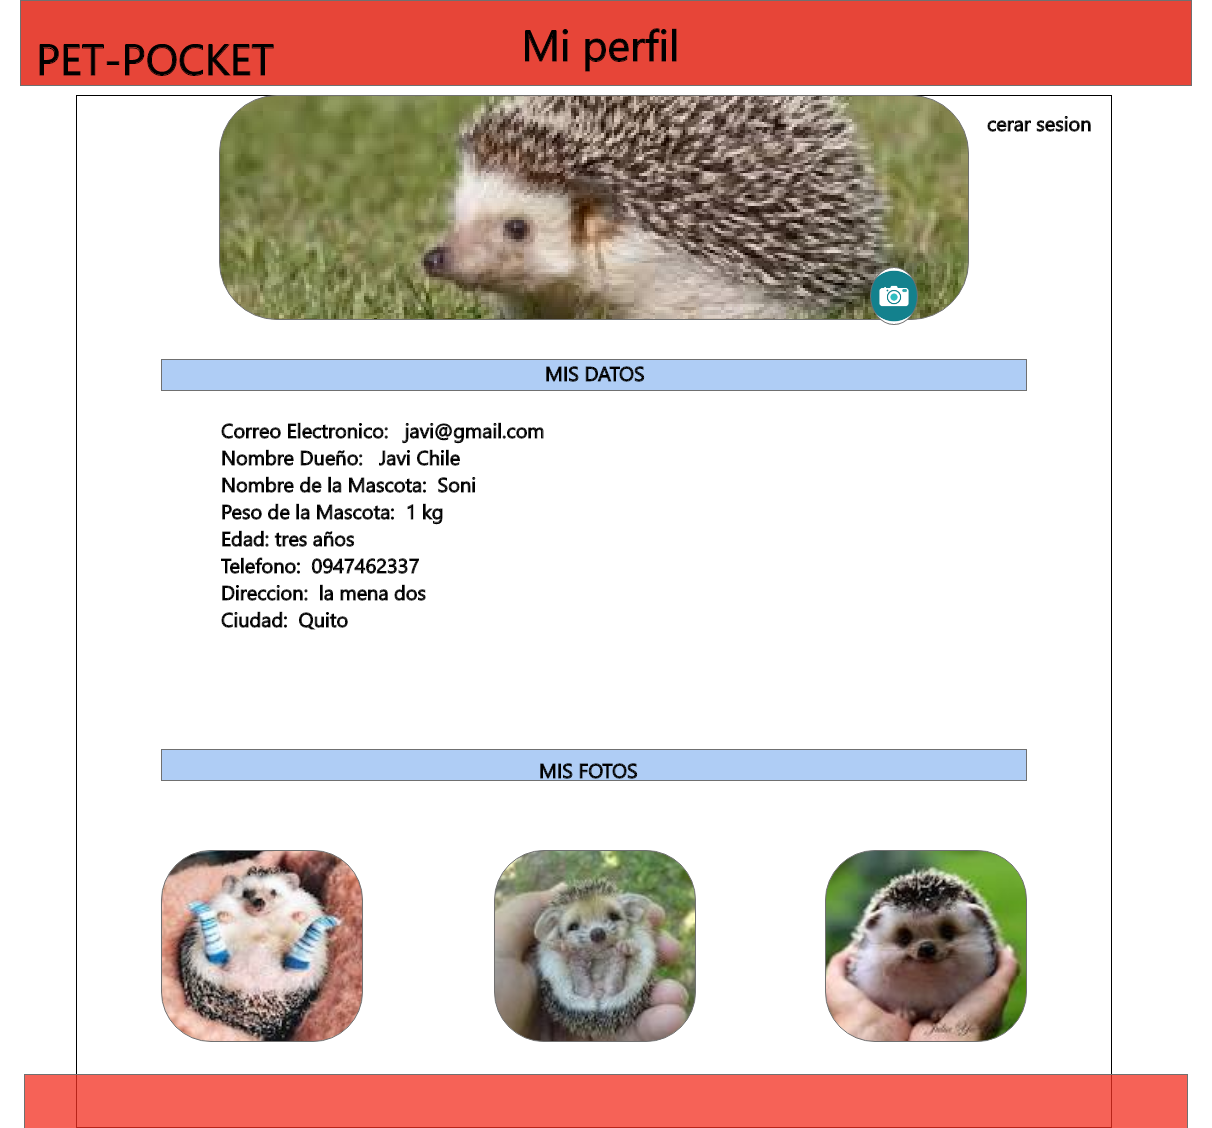 PET-POCKET
Mi perfil
cerar sesion
MIS DATOS
Correo Electronico: javi@gmail.com
Nombre Dueño: Javi Chile
Nombre de la Mascota: Soni
Peso de la Mascota: 1 kg
Edad: tres años
Telefono: 0947462337
Direccion: la mena dos
Ciudad: Quito
MIS FOTOS